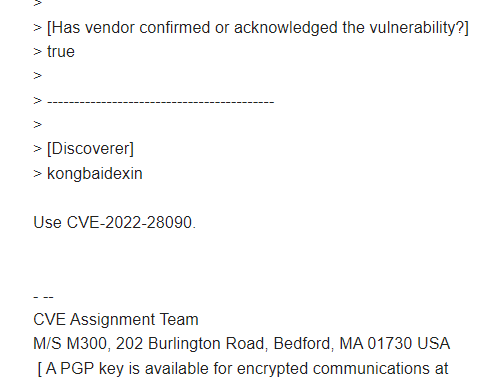 >
> [Has vendor confirmed or acknowledged the vulnerability?]
> true
>
> ------------------------------------------
>
> [Discoverer]
> kongbaidexin
Use CVE-2022-28090.
- --
CVE Assignment Team
M/S M300, 202 Burlington Road, Bedford, MA 01730 USA
[ A PGP key is available for encrypted communications at